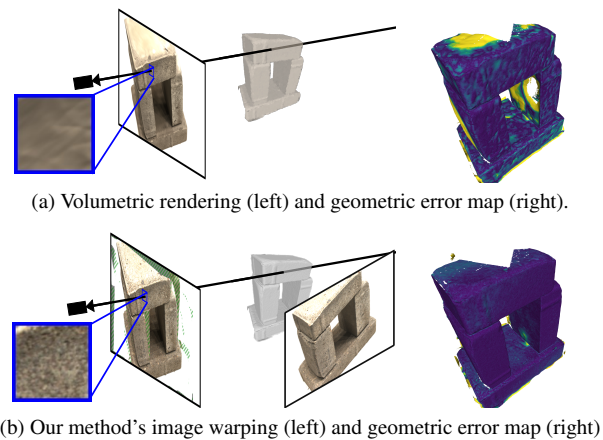 (a) Volumetric rendering (left) and geometric error map (right).
(b) Our method's image warping (left) and geometric error map (right)